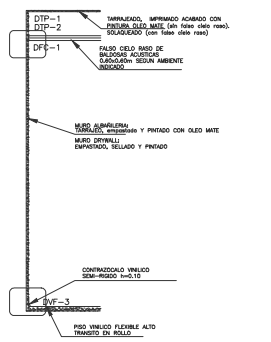 DTP-1
DTP-2
DFC-1
TARRAJEADO, IMPRIMADO ACABADO CON
PINTURA OLEO MATE (sin falso cielo raso).
SOLAQUEADO (con falso cielo raso)
FALSO CIELO RASO DE
BALDOSAS ACUSTICAS
0.60x0.60m SEGUN AMBIENTE
INDICADO
MURO ALBAÑILERIA:
TARRAJEO, empastado Y PINTADO CON OLEO MATE
MURO DRYWALL:
EMPASTADO, SELLADO Y PINTADO
CONTRAZOCALO VINILICO
SEMI-RIGIDO h=0.10
DVF-3
PISO VINILICO FLEXIBLE ALTO
TRANSITO EN ROLLO